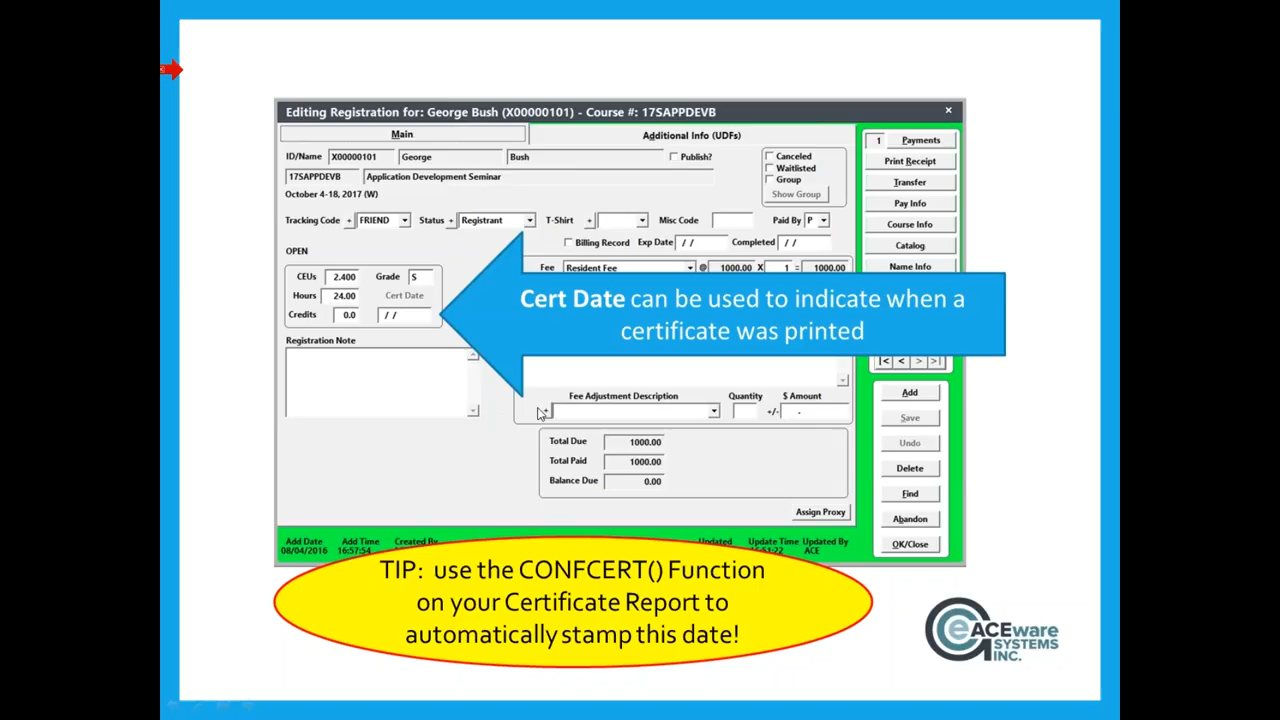 Editing Registration for: George Bush (X00000101) - Course #: 17SAPPDEVB
Main
Additional Info (UDFs)
ID/Name X00000101 George Bush Publish?
17SAPPDEVB Application Development Seminar
October 4-18, 2017 (W)
Canceled
Waitlisted
Group
Show Group
Tracking Code + FRIEND Status + Registrant T-Shirt + Misc Code Paid By P
Billing Record Exp Date / / Completed / /
OPEN
Fee Resident Fee @ 1000.00 X 1 = 1000.00
CEUs 2.400 Grade S
Hours 24.00 Cert Date
Credits 0.0 / /
Cert Date can be used to indicate when a
certificate was printed
Registration Note
Fee Adjustment Description Quantity $ Amount
+/- .
Total Due 1000.00
Total Paid 1000.00
Balance Due 0.00
Assign Proxy
1 Payments
Print Receipt
Transfer
Pay Info
Course Info
Catalog
Name Info
|< < > >|
Add
Save
Undo
Delete
Find
Abandon
OK/Close
Add Date Add Time Created By Updated Update Time Updated By
08/04/2016 16:57:54 ACE
TIP: use the CONFCERT() Function
on your Certificate Report to
automatically stamp this date!
ACEware
SYSTEMS
INC.